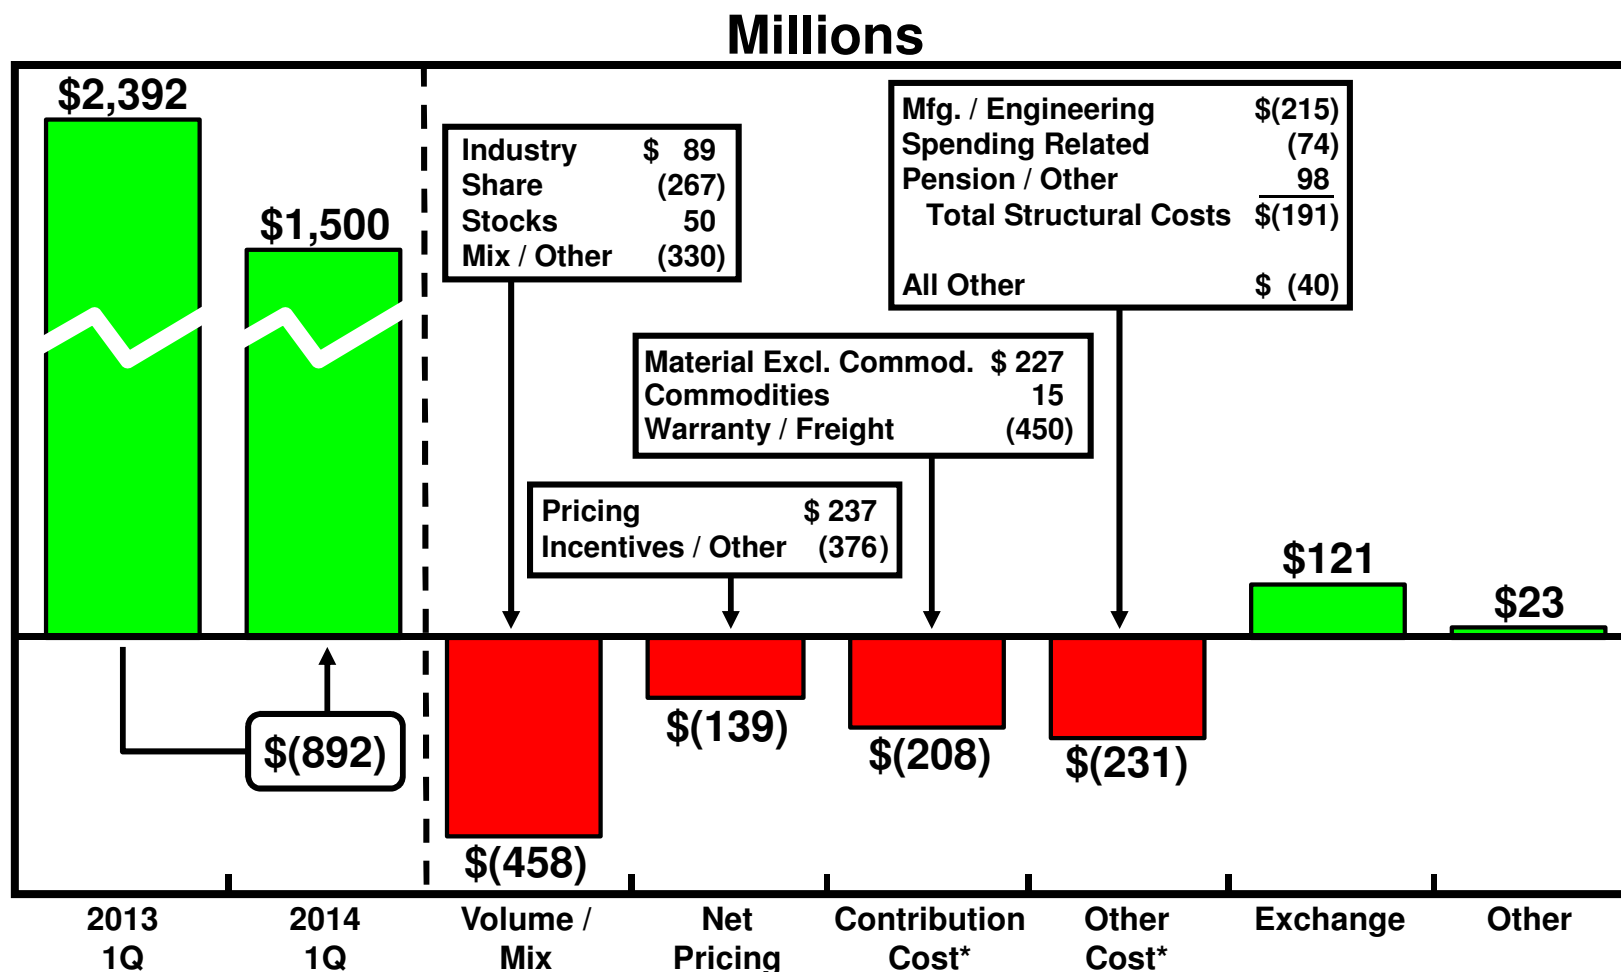 Millions
$2,392
$1,500
Industry $ 89
Share (267)
Stocks 50
Mix / Other (330)
Mfg. / Engineering $(215)
Spending Related (74)
Pension / Other 98
Total Structural Costs $(191)
All Other $ (40)
Material Excl. Commod. $ 227
Commodities 15
Warranty / Freight (450)
Pricing $ 237
Incentives / Other (376)
$121
$23
$(892)
$(458)
$(139)
$(208)
$(231)
2013
1Q
2014
1Q
Volume /
Mix
Net
Pricing
Contribution
Cost*
Other
Cost*
Exchange
Other